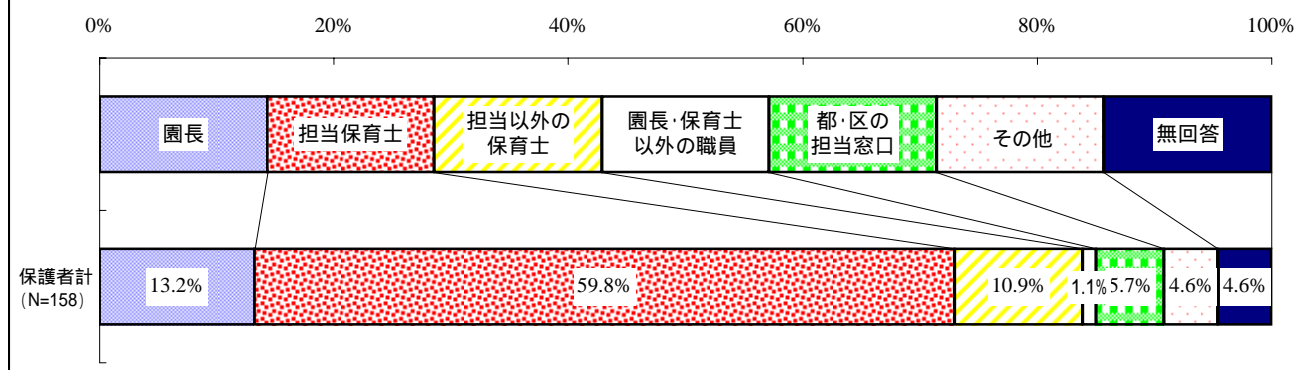 0% 20% 40% 60% 80% 100%
園長
担当保育士
担当以外の
保育士
園長・保育士
以外の職員
都・区の
担当窓口
その他
無回答
保護者計
(N=158)
13.2% 59.8% 10.9% 1.1% 5.7% 4.6% 4.6%